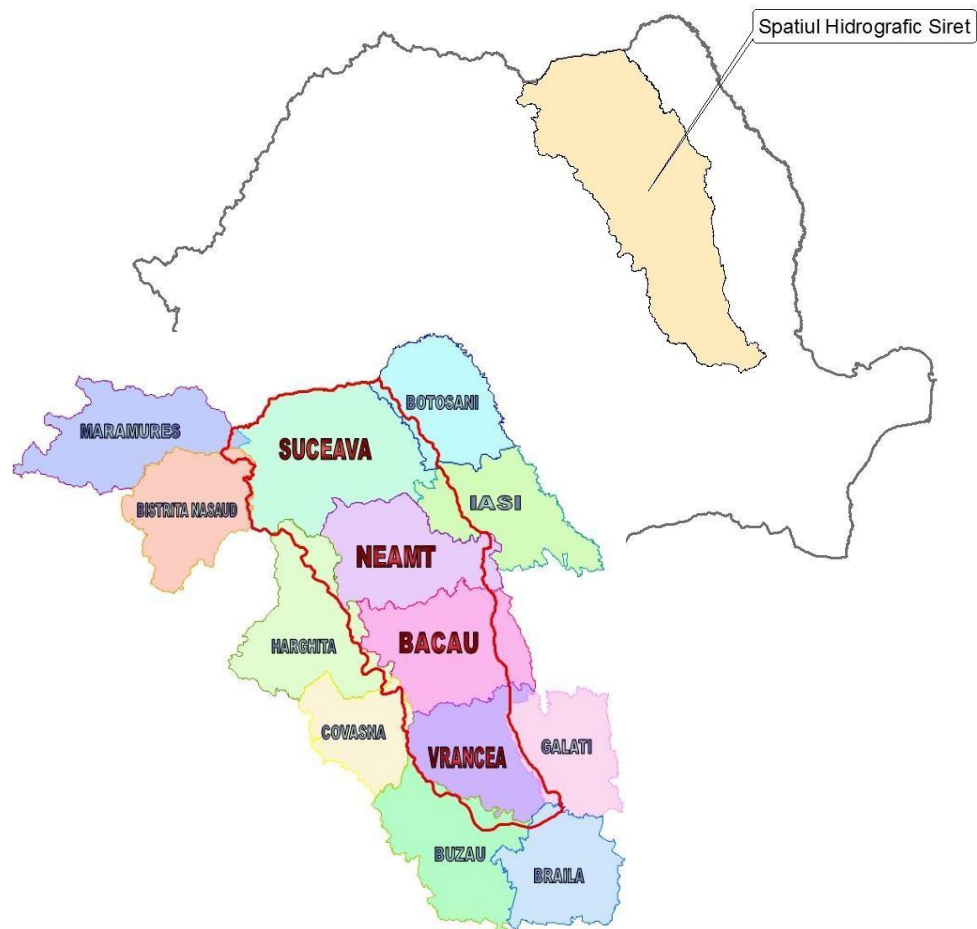 Spatiul Hidrografic Siret
BOTOSANI
MARAMURES
SUCEAVA
IASI
BISTRITA NASAUD
NEAMT
BACAU
HARGHITA
COVASNA
VRANCEA
GALATI
BUZAU
BRAILA